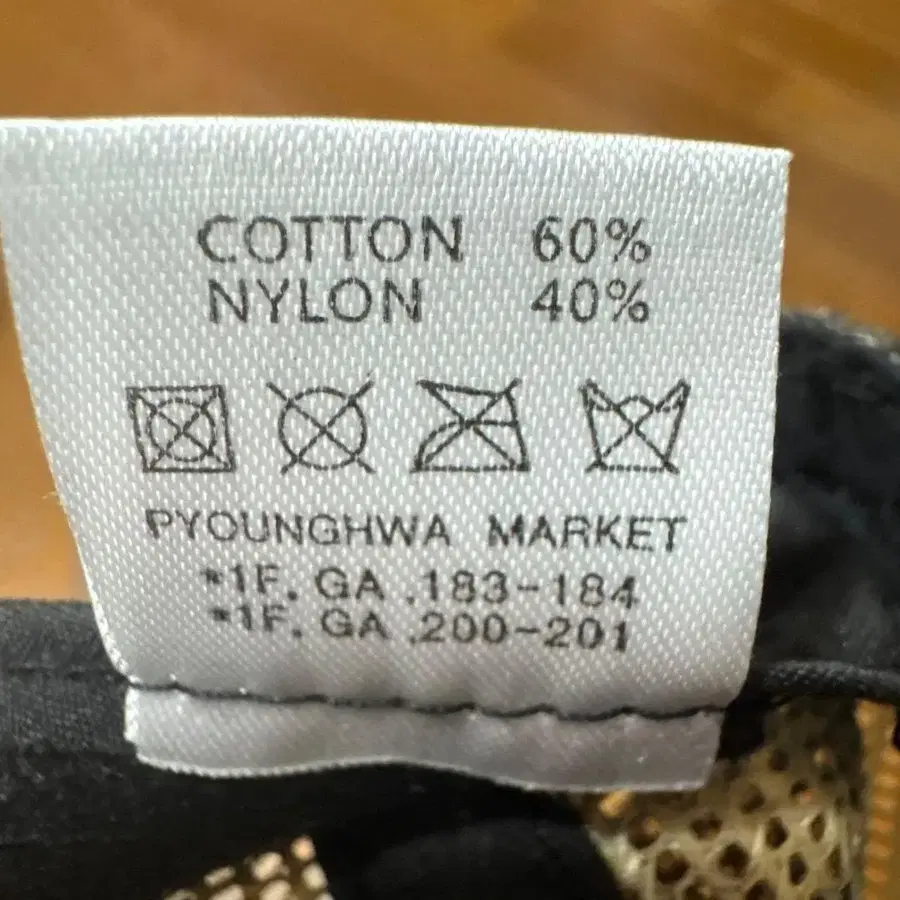 COTTON 60%
NYLON 40%
PYOUNGHWA MARKET
*1F. GA .183-184
*1F. GA .200-201